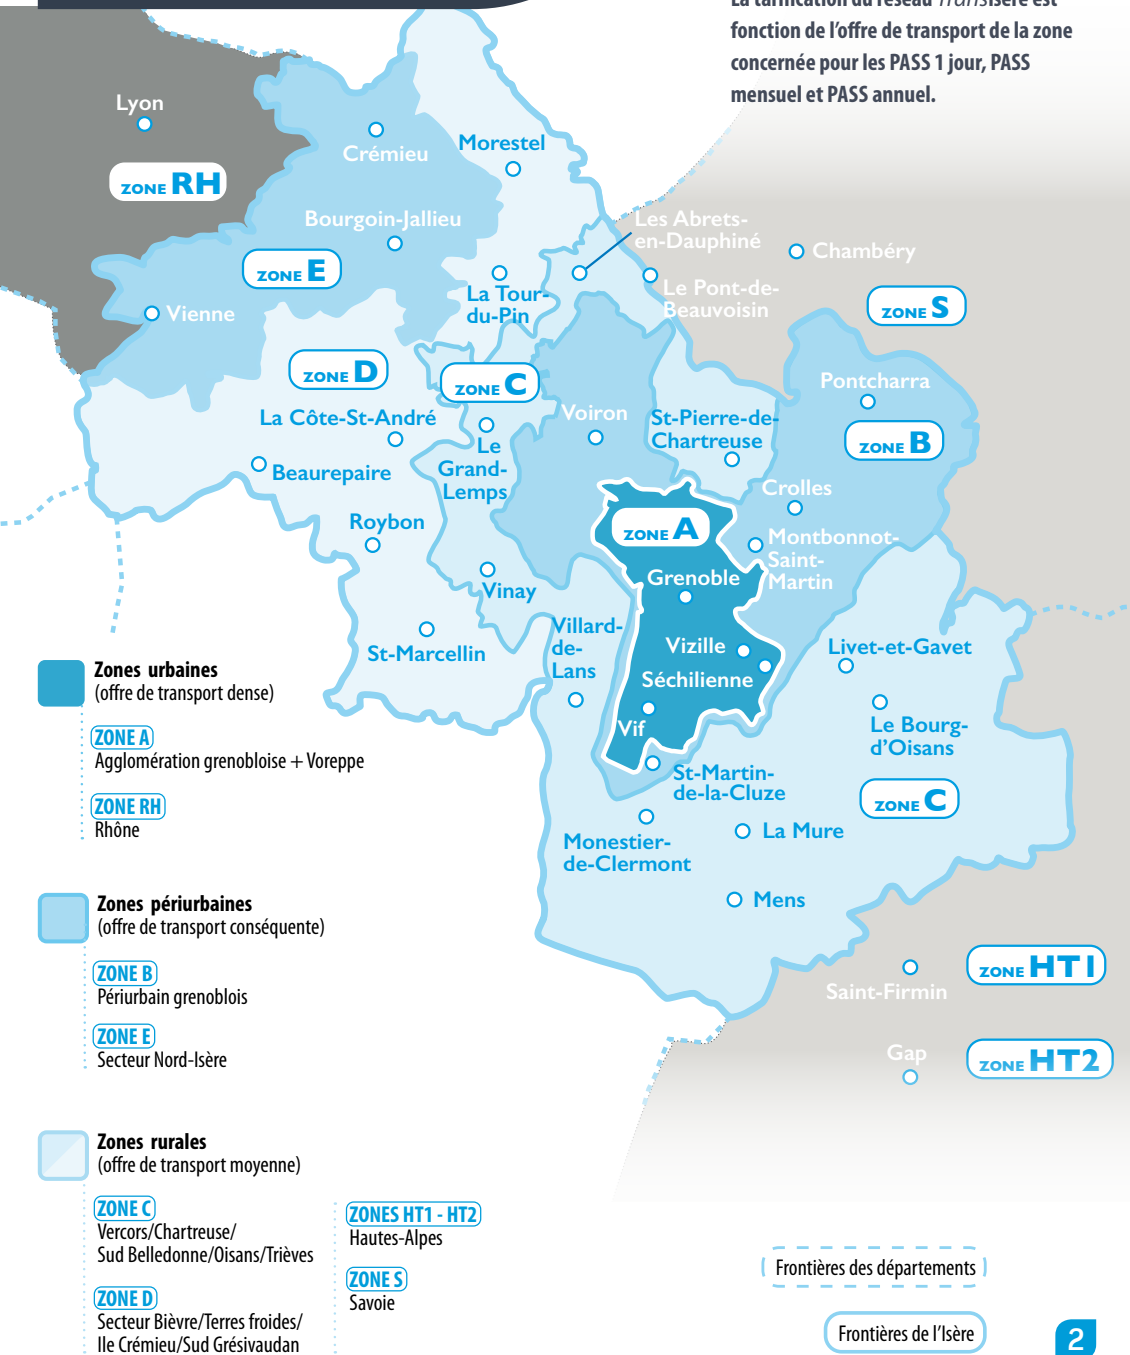 La tarification du réseau Transisère est
fonction de l'offre de transport de la zone
concernée pour les PASS 1 jour, PASS
mensuel et PASS annuel.
Lyon
ZONE RH
Crémieu
Morestel
Bourgoin-Jallieu
ZONE E
Vienne
La Tour-
du-Pin
Les Abrets-
en-Dauphiné
Chambéry
Le Pont-de-
Beauvoisin
ZONE S
ZONE D
ZONE C
La Côte-St-André
Beaurepaire
Le
Grand-
Lemps
Voiron
St-Pierre-de-
Chartreuse
Pontcharra
ZONE B
Crolles
Roybon
ZONE A
Montbonnot-
Saint-
Martin
Grenoble
Vinay
St-Marcellin
Villard-
de-
Lans
Vizille
Séchilienne
Vif
Livet-et-Gavet
Le Bourg-
d'Oisans
St-Martin-
de-la-Cluze
ZONE C
Monestier-
de-Clermont
La Mure
Mens
ZONE HT1
Saint-Firmin
Gap
ZONE HT2
Zones urbaines
(offre de transport dense)
ZONE A
Agglomération grenobloise + Voreppe
ZONE RH
Rhône
Zones périurbaines
(offre de transport conséquente)
ZONE B
Périurbain grenoblois
ZONE E
Secteur Nord-Isère
Zones rurales
(offre de transport moyenne)
ZONE C
Vercors/Chartreuse/
Sud Belledonne/Oisans/Trièves
ZONE D
Secteur Bièvre/Terres froides/
Ile Crémieu/Sud Grésivaudan
ZONES HT1 - HT2
Hautes-Alpes
ZONE S
Savoie
Frontières des départements
Frontières de l'Isère
2